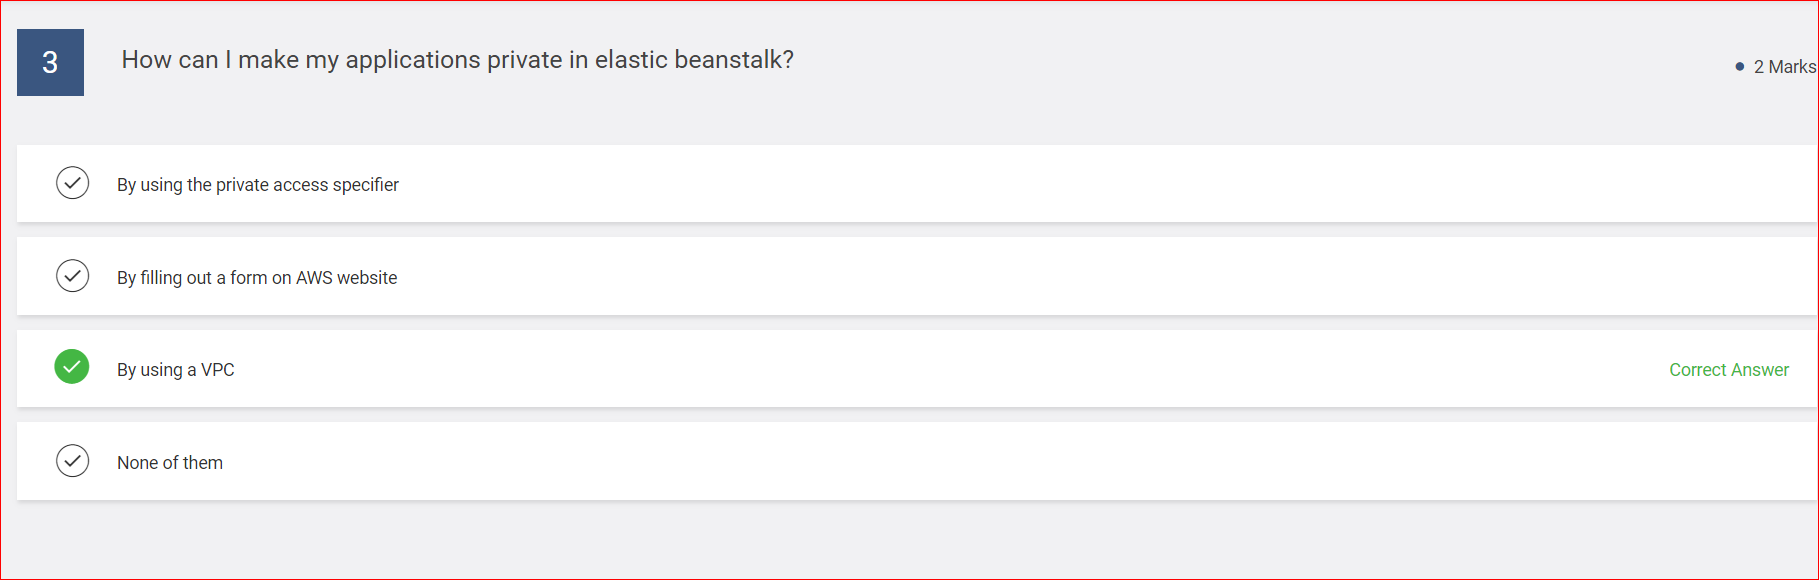 3
How can I make my applications private in elastic beanstalk?
2 Marks
By using the private access specifier
By filling out a form on AWS website
By using a VPC
Correct Answer
None of them